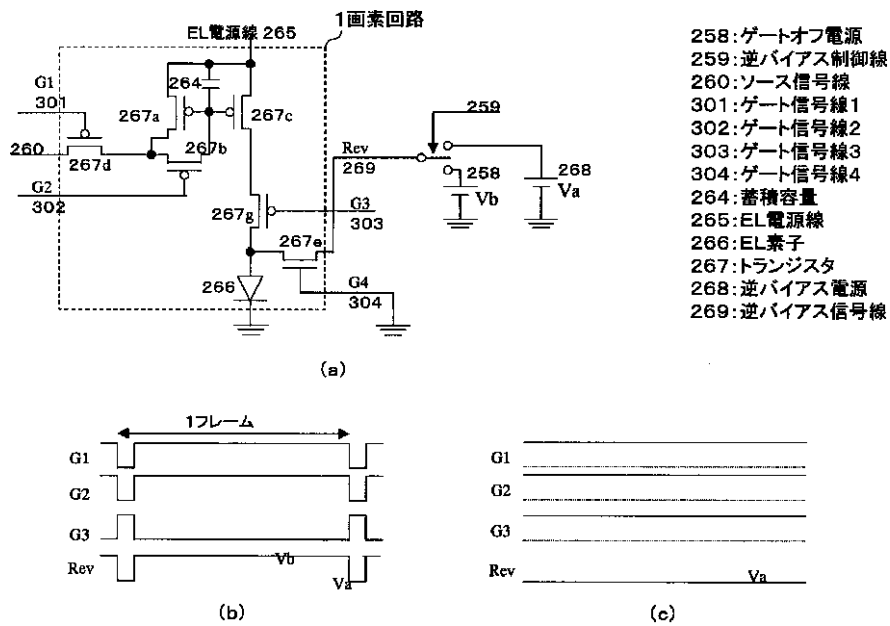 1画素回路
EL電源線 265
264
G1
301
267a
267c
267b
260
267d
G2
302
Rev
269
259
258
Vb
268
Va
G3
303
267g
267e
266
G4
304
(a)
258:ゲートオフ電源
259:逆バイアス制御線
260:ソース信号線
301:ゲート信号線1
302:ゲート信号線2
303:ゲート信号線3
304:ゲート信号線4
264:蓄積容量
265:EL電源線
266:EL素子
267:トランジスタ
268:逆バイアス電源
269:逆バイアス信号線
1フレーム
G1
G2
G3
Rev
Vb
Va
(b)
G1
G2
G3
Rev
Va
(c)